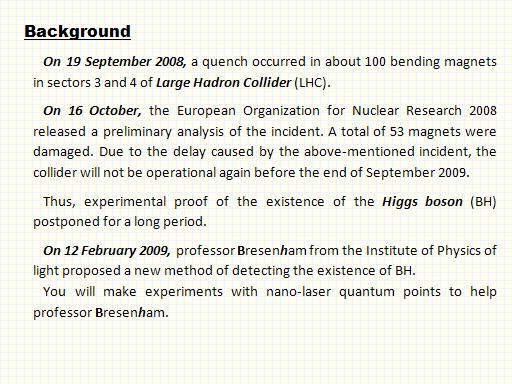 Background
On 19 September 2008, a quench occurred in about 100 bending magnets
in sectors 3 and 4 of Large Hadron Collider (LHC).
On 16 October, the European Organization for Nuclear Research 2008
released a preliminary analysis of the incident. A total of 53 magnets were
damaged. Due to the delay caused by the above-mentioned incident, the
collider will not be operational again before the end of September 2009.
Thus, experimental proof of the existence of the Higgs boson (BH)
postponed for a long period.
On 12 February 2009, professor Bresenham from the Institute of Physics of
light proposed a new method of detecting the existence of BH.
You will make experiments with nano-laser quantum points to help
professor Bresenham.